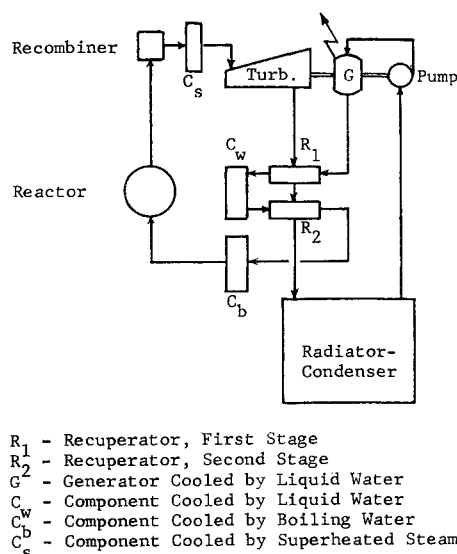 Recombiner
C_s
Turb.
G
Pump
C_w
R_1
Reactor
R_2
C_b
Radiator-
Condenser
R_1 - Recuperator, First Stage
R_2 - Recuperator, Second Stage
G - Generator Cooled by Liquid Water
C_w - Component Cooled by Liquid Water
C_b - Component Cooled by Boiling Water
C_s - Component Cooled by Superheated Steam